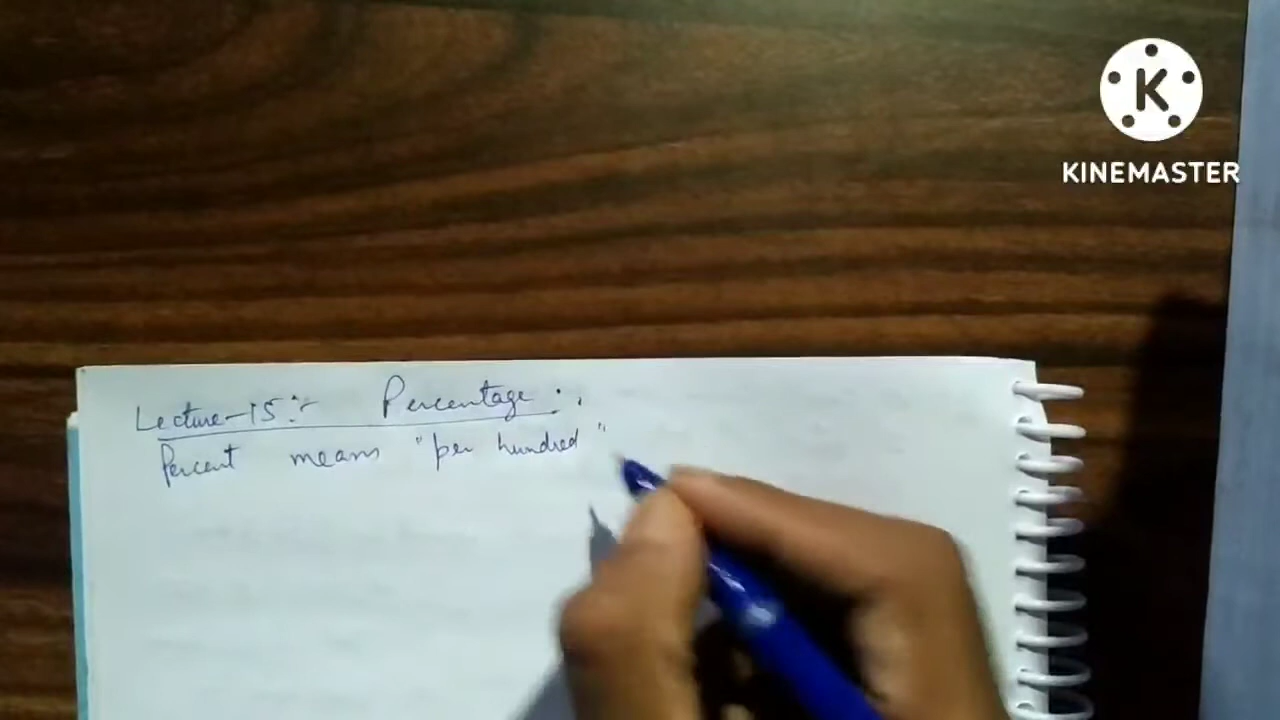 Lecture-15:- Percentage :.
Percent means "per hundred"
K
KINEMASTER